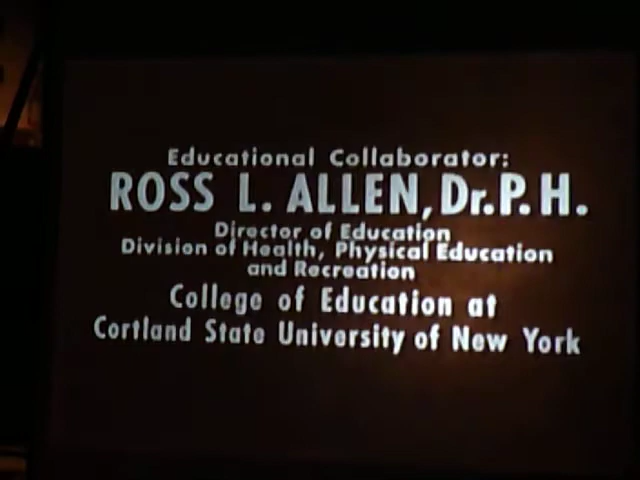 Educational Collaborator:
ROSS L. ALLEN, Dr.P.H.
Director of Education
Division of Health, Physical Education
and Recreation
College of Education at
Cortland State University of New York